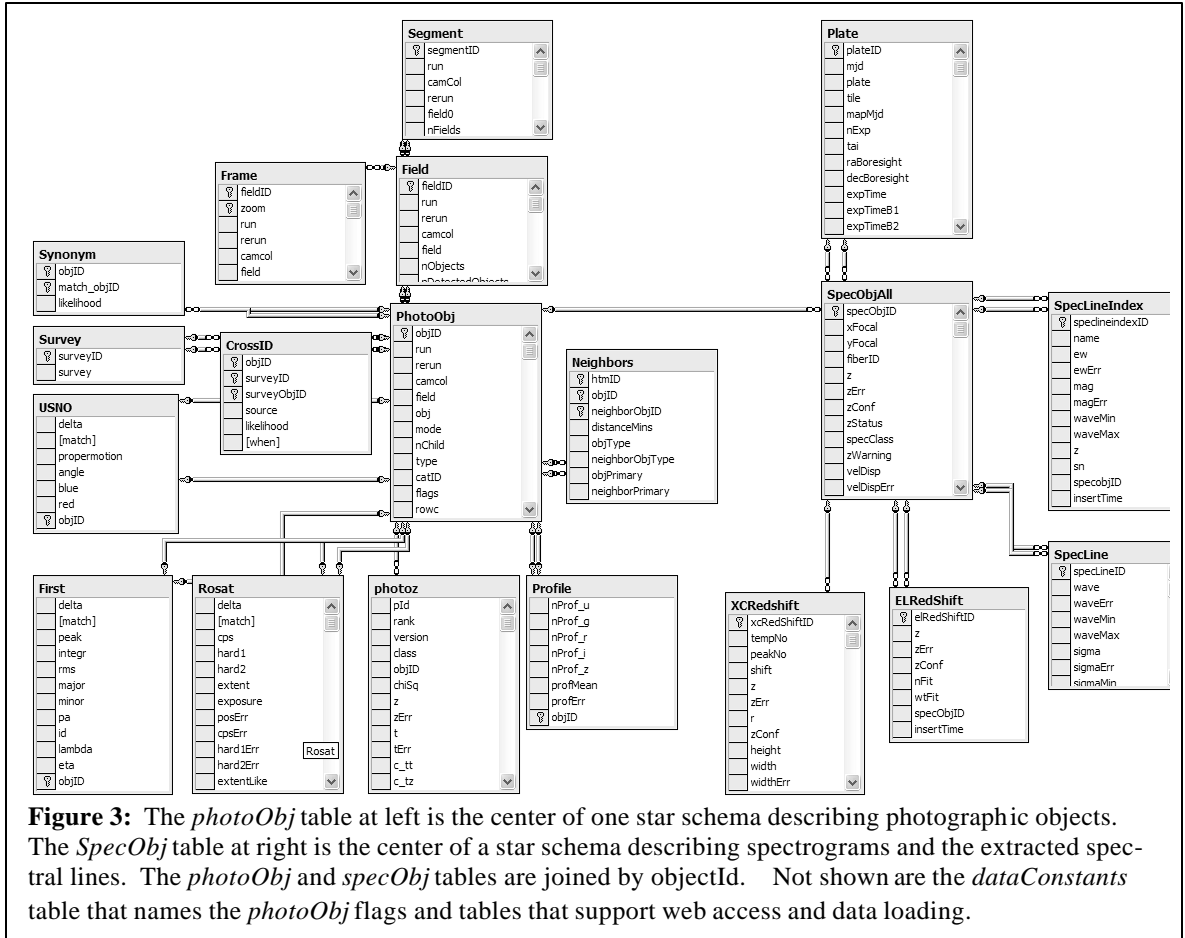 Segment
segmentID
run
camCol
rerun
field0
nFields
Plate
plateID
mjd
plate
tile
mapMjd
nExp
tai
raBoresight
decBoresight
expTime
expTimeB1
expTimeB2
Frame
fieldID
zoom
run
rerun
camcol
field
Field
fieldID
run
rerun
camcol
field
nObjects
nDetectedObjects
Synonym
objID
match_objID
likelihood
Survey
surveyID
survey
CrossID
objID
surveyID
surveyObjID
source
likelihood
[when]
PhotoObj
objID
run
rerun
camcol
field
obj
mode
nChild
type
catID
flags
rowc
Neighbors
htmID
objID
neighborObjID
distanceMins
objType
neighborObjType
objPrimary
neighborPrimary
SpecObjAll
specObjID
xFocal
yFocal
fiberID
z
zErr
zConf
zStatus
specClass
zWarning
velDisp
velDispErr
SpecLineIndex
speclineindexID
name
ew
ewErr
mag
magErr
waveMin
waveMax
z
sn
specobjID
insertTime
USNO
delta
[match]
propermotion
angle
blue
red
objID
First
delta
[match]
peak
integr
rms
major
minor
pa
id
lambda
eta
objID
Rosat
delta
[match]
cps
hard1
hard2
extent
exposure
posErr
cpsErr
hard1Err
hard2Err
extentLike
Rosat
photoz
pId
rank
version
class
objID
chiSq
z
zErr
t
tErr
c_tt
c_tz
Profile
nProf_u
nProf_g
nProf_r
nProf_i
nProf_z
profMean
profErr
objID
XCRedshift
xcRedShiftID
tempNo
peakNo
shift
z
zErr
r
zConf
height
width
widthErr
ELRedShift
elRedShiftID
z
zErr
zConf
nFit
wtFit
specObjID
insertTime
SpecLine
specLineID
wave
waveErr
waveMin
waveMax
sigma
sigmaErr
sigmaMin
Figure 3: The photoObj table at left is the center of one star schema describing photographic objects.
The SpecObj table at right is the center of a star schema describing spectrograms and the extracted spec-
tral lines. The photoObj and specObj tables are joined by objectId. Not shown are the dataConstants
table that names the photoObj flags and tables that support web access and data loading.